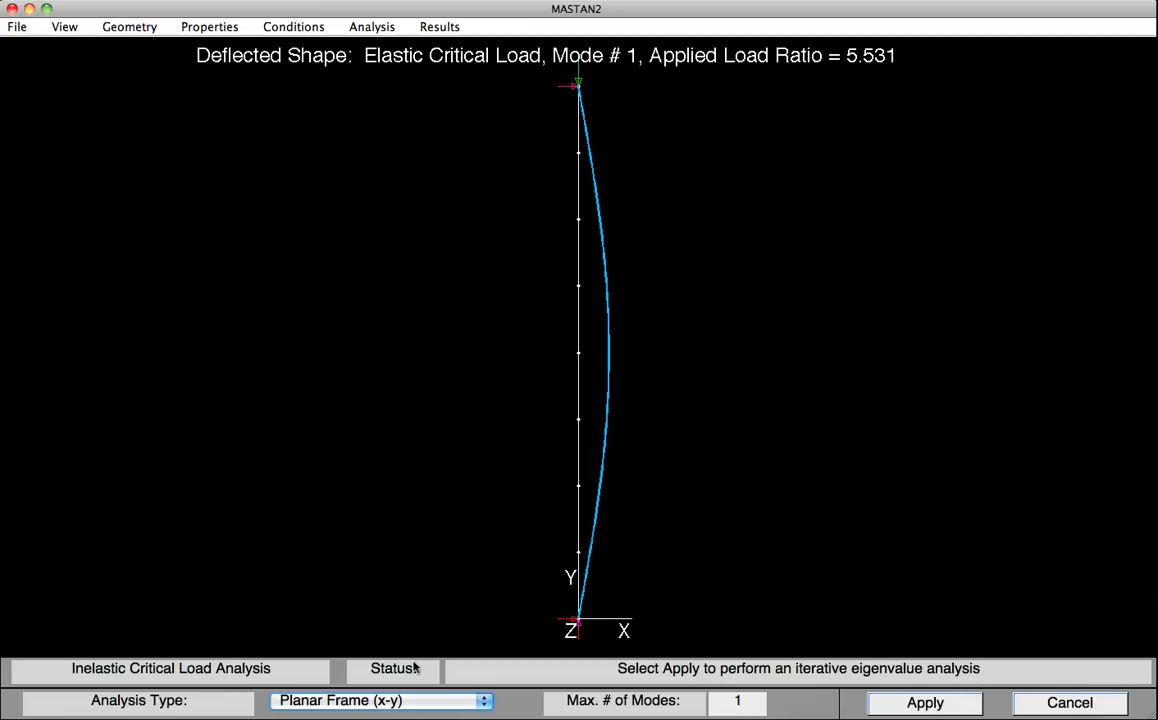 MASTAN2
File View Geometry Properties Conditions Analysis Results
Deflected Shape: Elastic Critical Load, Mode # 1, Applied Load Ratio = 5.531
Y
Z X
Inelastic Critical Load Analysis Status: Select Apply to perform an iterative eigenvalue analysis
Analysis Type: Planar Frame (x-y) Max. # of Modes: 1 Apply Cancel